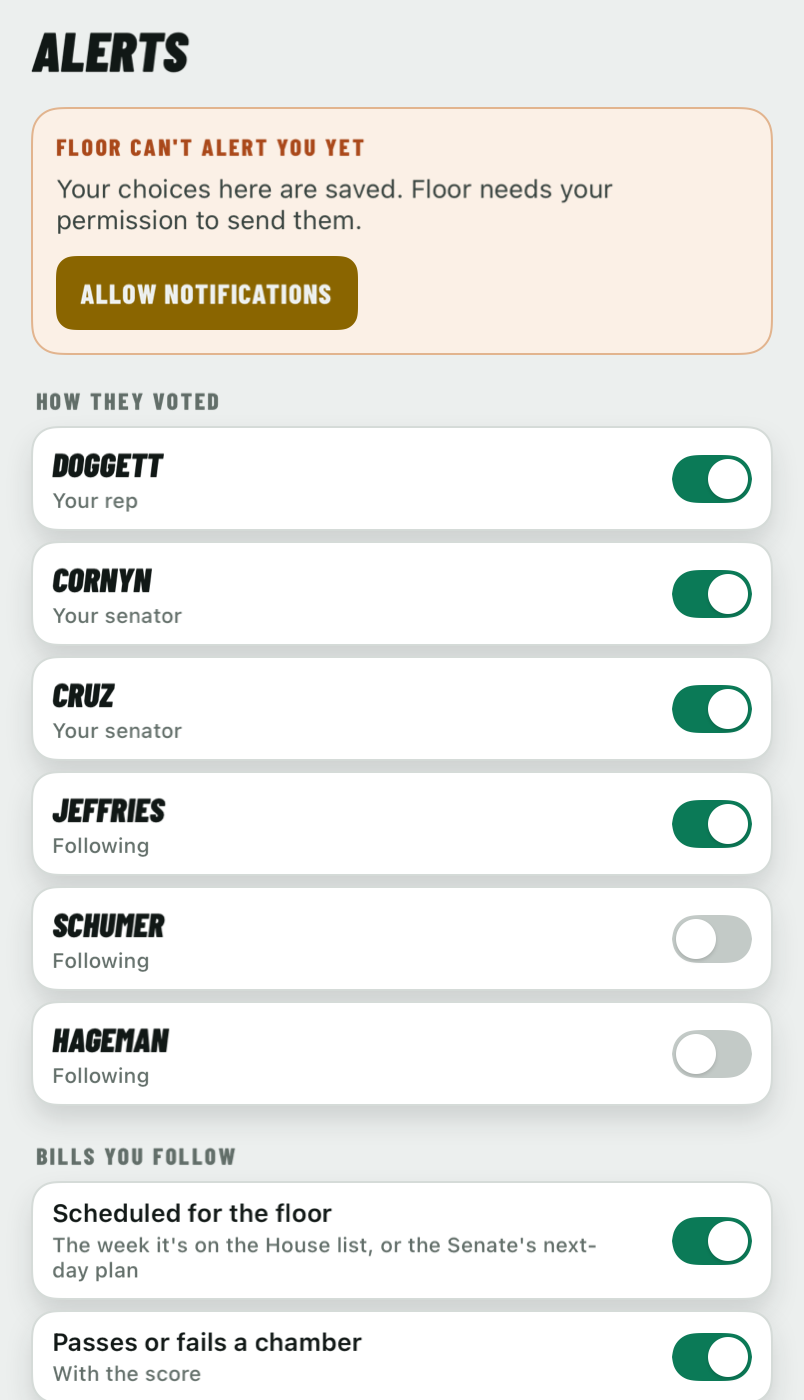 ALERTS
FLOOR CAN'T ALERT YOU YET
Your choices here are saved. Floor needs your
permission to send them.
ALLOW NOTIFICATIONS
HOW THEY VOTED
DOGGETT
Your rep
CORNYN
Your senator
CRUZ
Your senator
JEFFRIES
Following
SCHUMER
Following
HAGEMAN
Following
BILLS YOU FOLLOW
Scheduled for the floor
The week it's on the House list, or the Senate's next-
day plan
Passes or fails a chamber
With the score